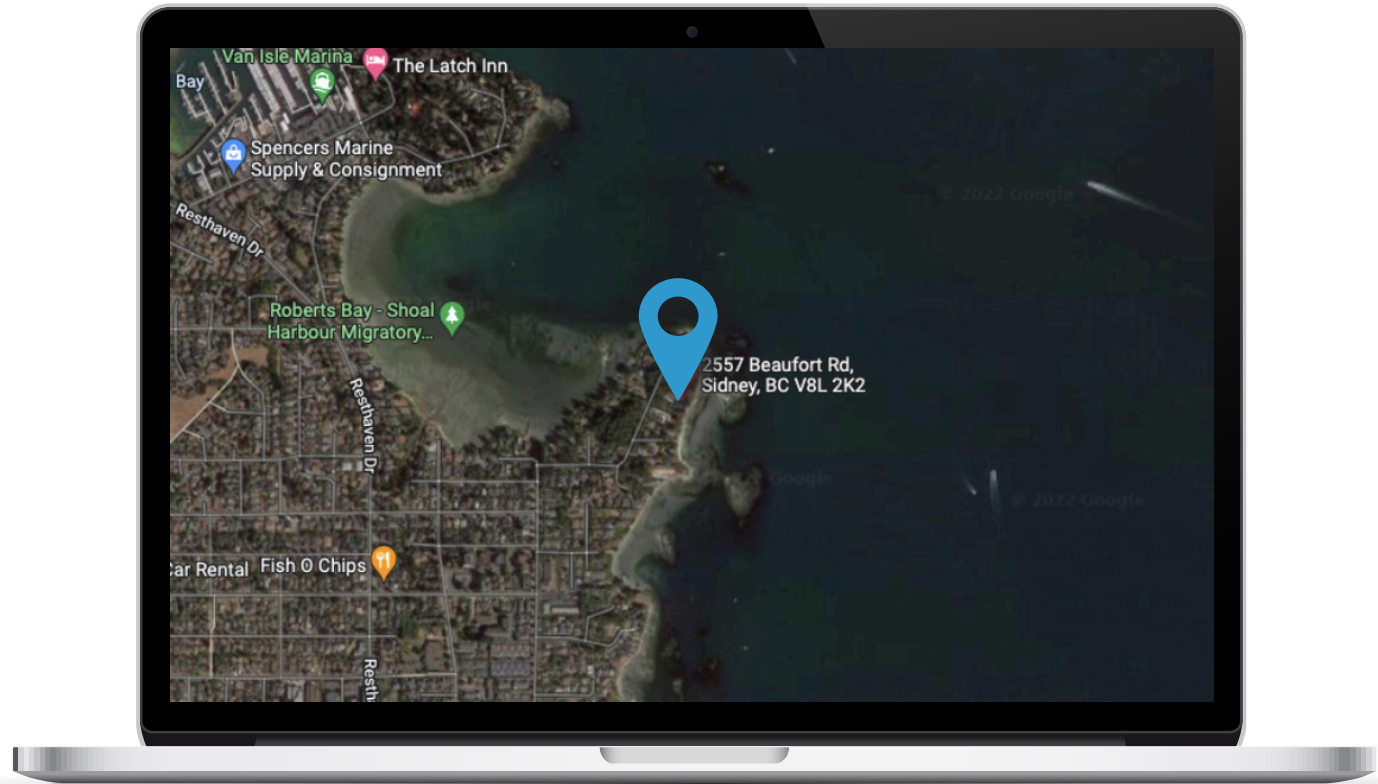 Van Isle Marina
The Latch Inn
Bay
Spencers Marine
Supply & Consignment
© 2022 Google
Resthaven Dr
Roberts Bay - Shoal
Harbour Migratory...
2557 Beaufort Rd,
Sidney, BC V8L 2K2
Resthaven Dr
Google
© 2022 Google
Car Rental
Fish O Chips
Resth